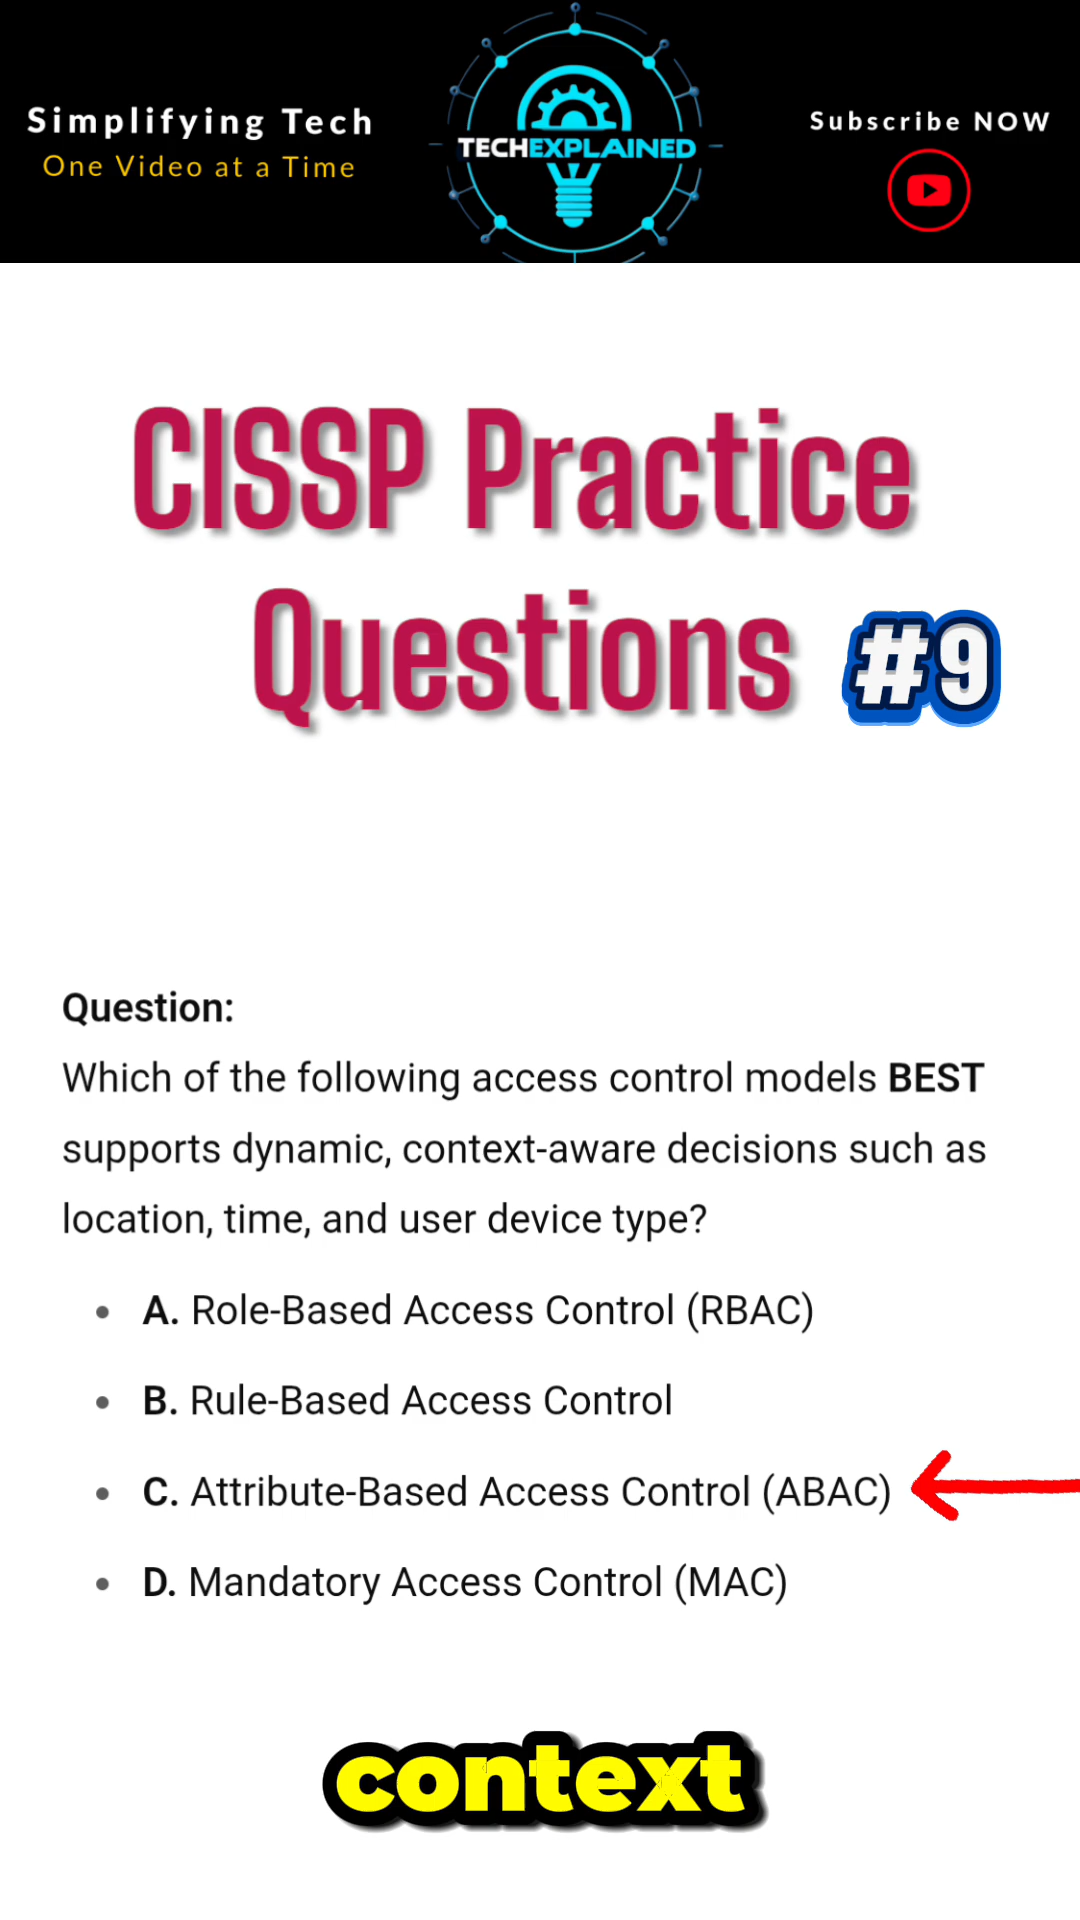 Simplifying Tech
One Video at a Time
TECHEXPLAINED
Subscribe NOW
CISSP Practice
Questions #9
Question:
Which of the following access control models BEST
supports dynamic, context-aware decisions such as
location, time, and user device type?
• A. Role-Based Access Control (RBAC)
• B. Rule-Based Access Control
• C. Attribute-Based Access Control (ABAC)
• D. Mandatory Access Control (MAC)
context